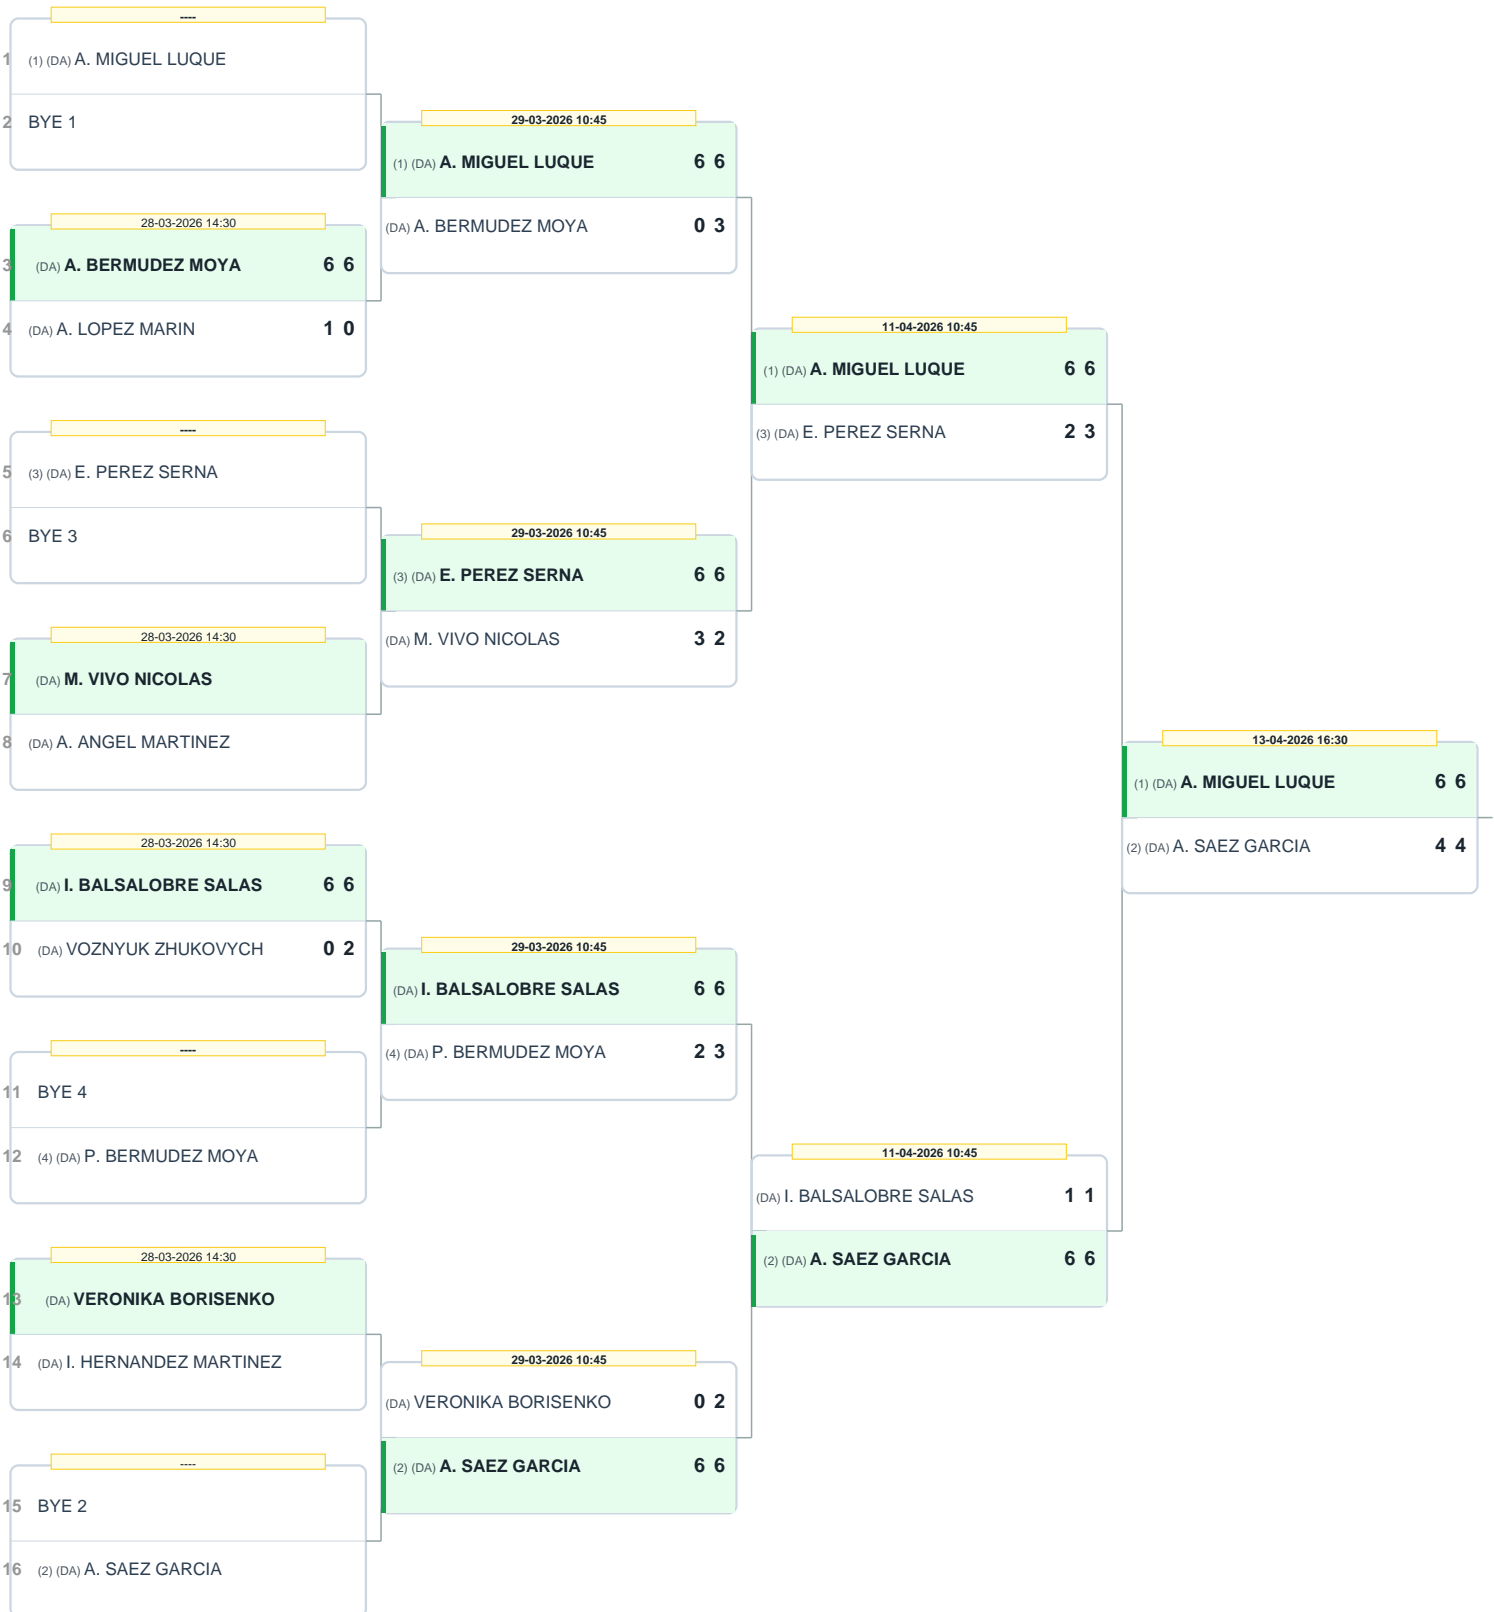 ----
1 (1) (DA) A. MIGUEL LUQUE
2 BYE 1
28-03-2026 14:30
3 (DA) A. BERMUDEZ MOYA 6 6
4 (DA) A. LOPEZ MARIN 1 0
----
5 (3) (DA) E. PEREZ SERNA
6 BYE 3
28-03-2026 14:30
7 (DA) M. VIVO NICOLAS
8 (DA) A. ANGEL MARTINEZ
28-03-2026 14:30
9 (DA) I. BALSALOBRE SALAS 6 6
10 (DA) VOZNYUK ZHUKOVYCH 0 2
----
11 BYE 4
12 (4) (DA) P. BERMUDEZ MOYA
28-03-2026 14:30
13 (DA) VERONIKA BORISENKO
14 (DA) I. HERNANDEZ MARTINEZ
----
15 BYE 2
16 (2) (DA) A. SAEZ GARCIA
29-03-2026 10:45
(1) (DA) A. MIGUEL LUQUE 6 6
(DA) A. BERMUDEZ MOYA 0 3
29-03-2026 10:45
(3) (DA) E. PEREZ SERNA 6 6
(DA) M. VIVO NICOLAS 3 2
29-03-2026 10:45
(DA) I. BALSALOBRE SALAS 6 6
(4) (DA) P. BERMUDEZ MOYA 2 3
29-03-2026 10:45
(DA) VERONIKA BORISENKO 0 2
(2) (DA) A. SAEZ GARCIA 6 6
11-04-2026 10:45
(1) (DA) A. MIGUEL LUQUE 6 6
(3) (DA) E. PEREZ SERNA 2 3
11-04-2026 10:45
(DA) I. BALSALOBRE SALAS 1 1
(2) (DA) A. SAEZ GARCIA 6 6
13-04-2026 16:30
(1) (DA) A. MIGUEL LUQUE 6 6
(2) (DA) A. SAEZ GARCIA 4 4